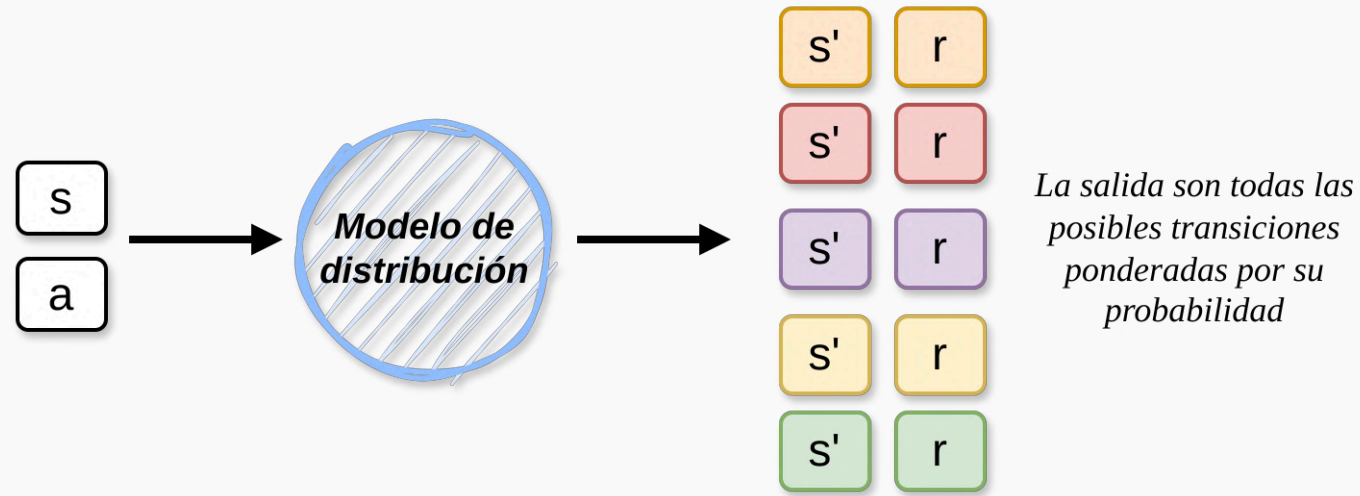 s
a
Modelo de
distribución
s' r
s' r
s' r
s' r
s' r
La salida son todas las
posibles transiciones
ponderadas por su
probabilidad